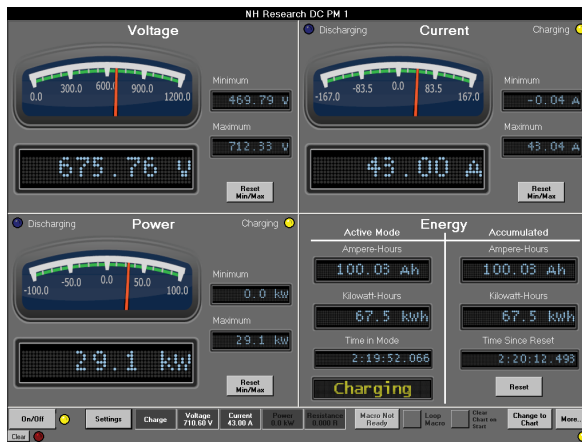 NH Research DC PM 1
Voltage
0.0 300.0 600.0 900.0 1200.0
Minimum
469.79 V
Maximum
712.33 V
675.76 V
Reset
Min/Max
Discharging Current Charging
-167.0 -83.5 0.0 83.5 167.0
Minimum
-0.04 A
Maximum
43.04 A
43.00 A
Reset
Min/Max
Discharging Power Charging
-100.0 -50.0 0.0 50.0 100.0
Minimum
0.0 kW
Maximum
29.1 kW
29.1 kW
Reset
Min/Max
Energy
Active Mode Accumulated
Ampere-Hours Ampere-Hours
100.03 Ah 100.03 Ah
Kilowatt-Hours Kilowatt-Hours
67.5 kWh 67.5 kWh
Time in Mode Time Since Reset
2:19:52.066 2:20:12.493
Charging Reset
On/Off Settings Charge Voltage Current Power Resistance Macro Not Loop Clear Change to More..
710.60 V 43.00 A 0.0 kW 0.000 R Ready Macro Chart on Chart
Start
Clear